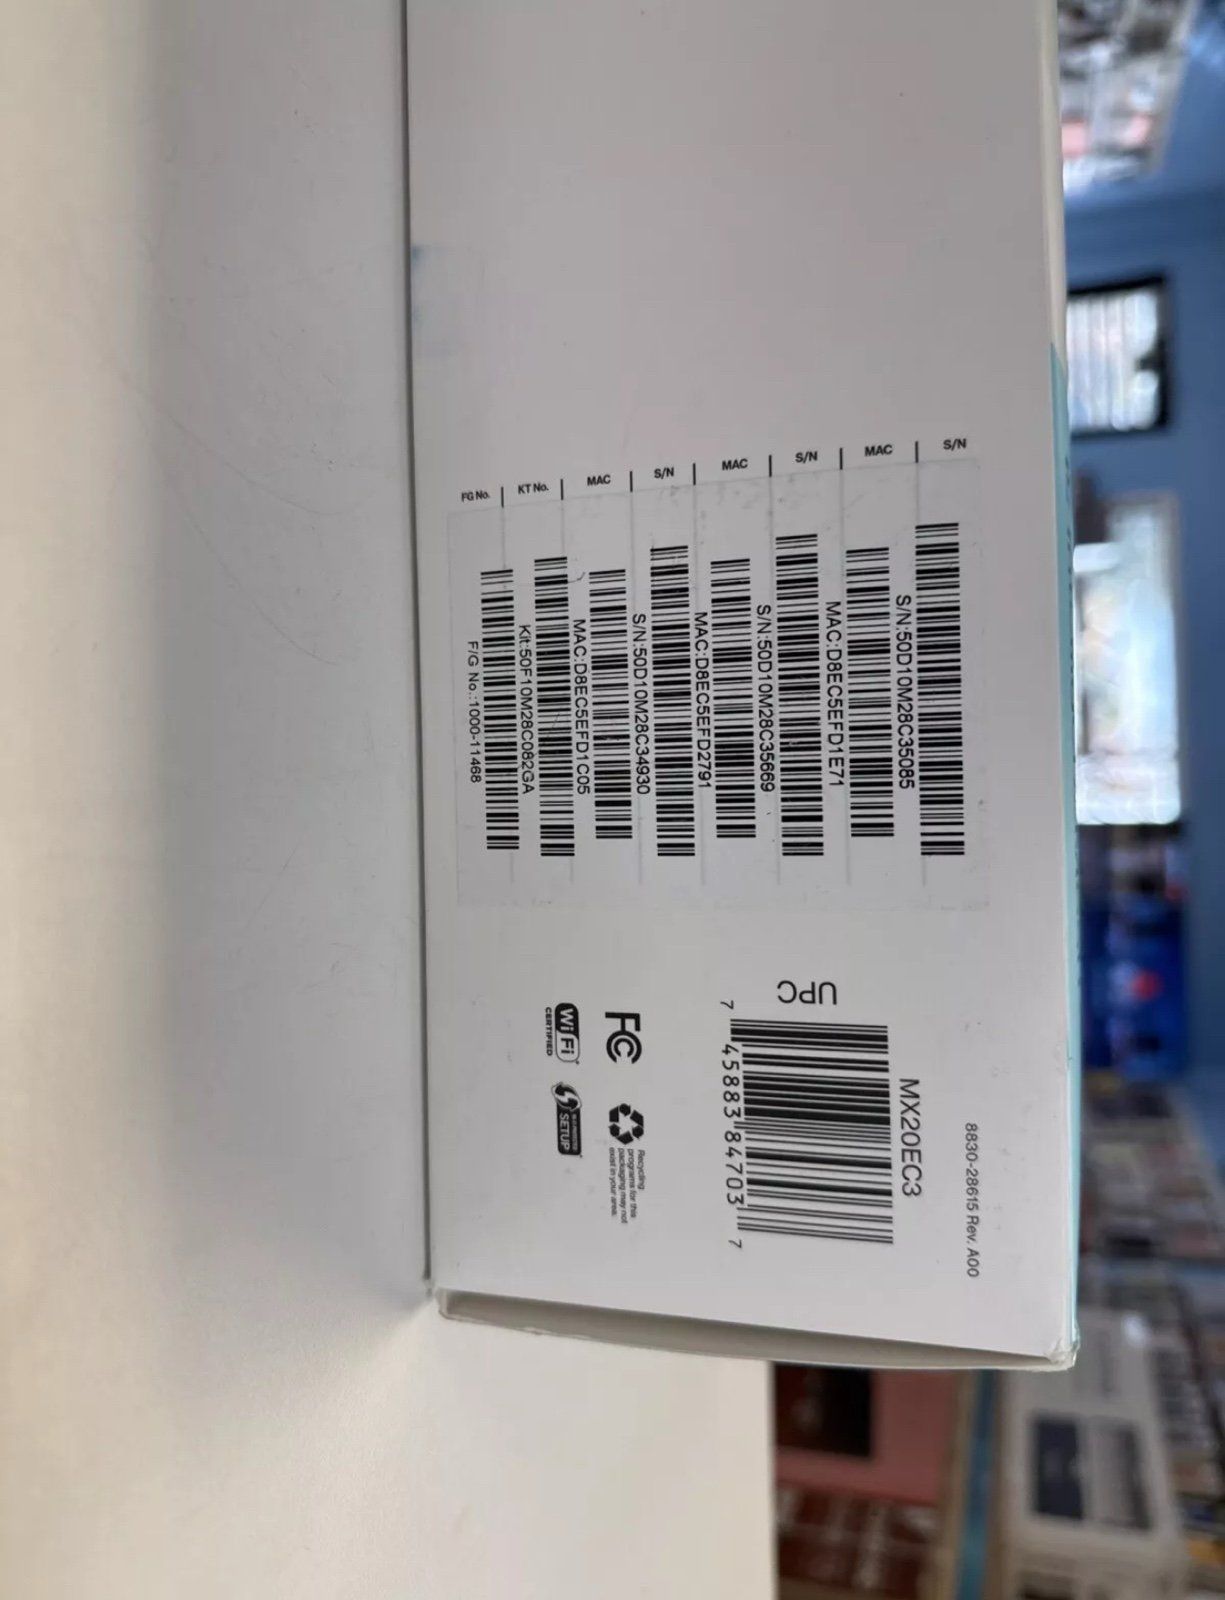 S/N
S/N:50D10M28C35085
MAC
MAC:D8EC5EFD1E71
S/N
S/N:50D10M28C35669
MAC
MAC:D8EC5EFD2791
S/N
S/N:50D10M28C34930
MAC
MAC:D8EC5EFD1C05
KT No.
Kit:50F10M28C082GA
FG No.
F/G No.:1000-11468
8830-28615 Rev. A00
MX20EC3
7 45883 84703 7
UPC
FC
Recycling
programs for this
packaging may not
exist in your area.
Wi Fi
CERTIFIED
SETUP